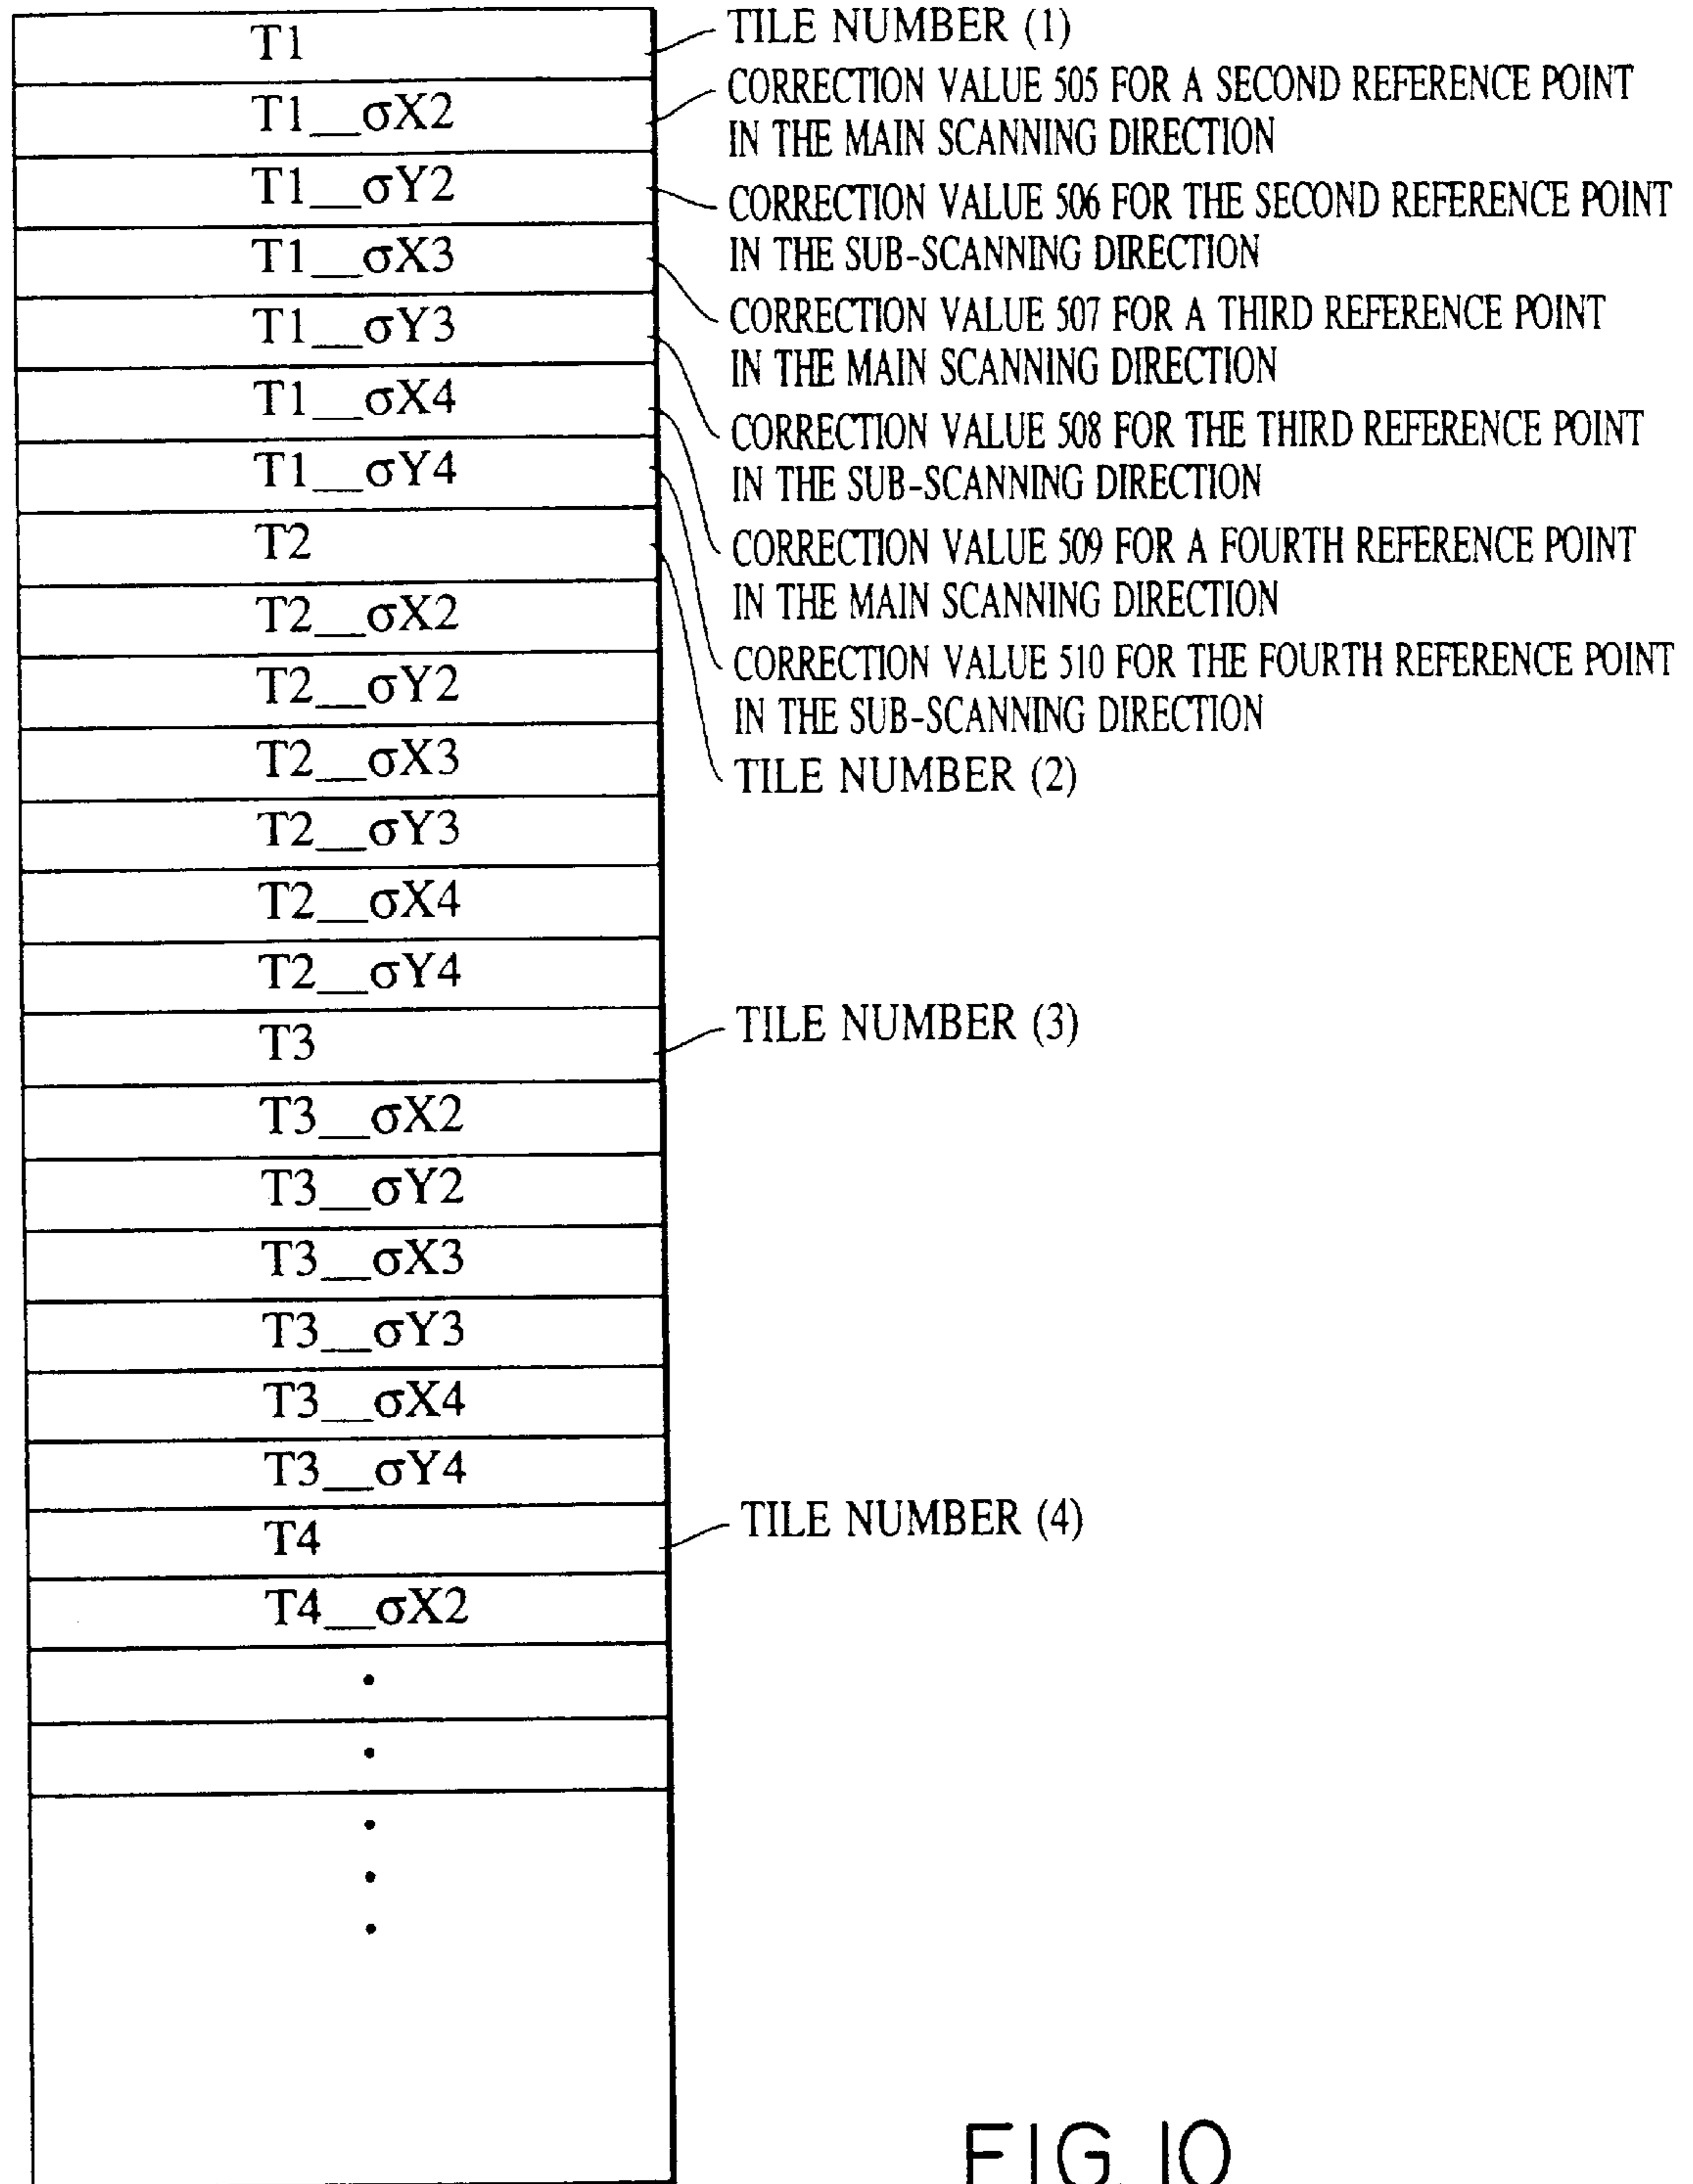 T1
TILE NUMBER (1)
T1__σX2
CORRECTION VALUE 505 FOR A SECOND REFERENCE POINT
IN THE MAIN SCANNING DIRECTION
T1__σY2
CORRECTION VALUE 506 FOR THE SECOND REFERENCE POINT
IN THE SUB-SCANNING DIRECTION
T1__σX3
CORRECTION VALUE 507 FOR A THIRD REFERENCE POINT
IN THE MAIN SCANNING DIRECTION
T1__σY3
CORRECTION VALUE 508 FOR THE THIRD REFERENCE POINT
IN THE SUB-SCANNING DIRECTION
T1__σX4
CORRECTION VALUE 509 FOR A FOURTH REFERENCE POINT
IN THE MAIN SCANNING DIRECTION
T1__σY4
CORRECTION VALUE 510 FOR THE FOURTH REFERENCE POINT
IN THE SUB-SCANNING DIRECTION
T2
TILE NUMBER (2)
T2__σX2
T2__σY2
T2__σX3
T2__σY3
T2__σX4
T2__σY4
T3
TILE NUMBER (3)
T3__σX2
T3__σY2
T3__σX3
T3__σY3
T3__σX4
T3__σY4
T4
TILE NUMBER (4)
T4__σX2
FIG. 10